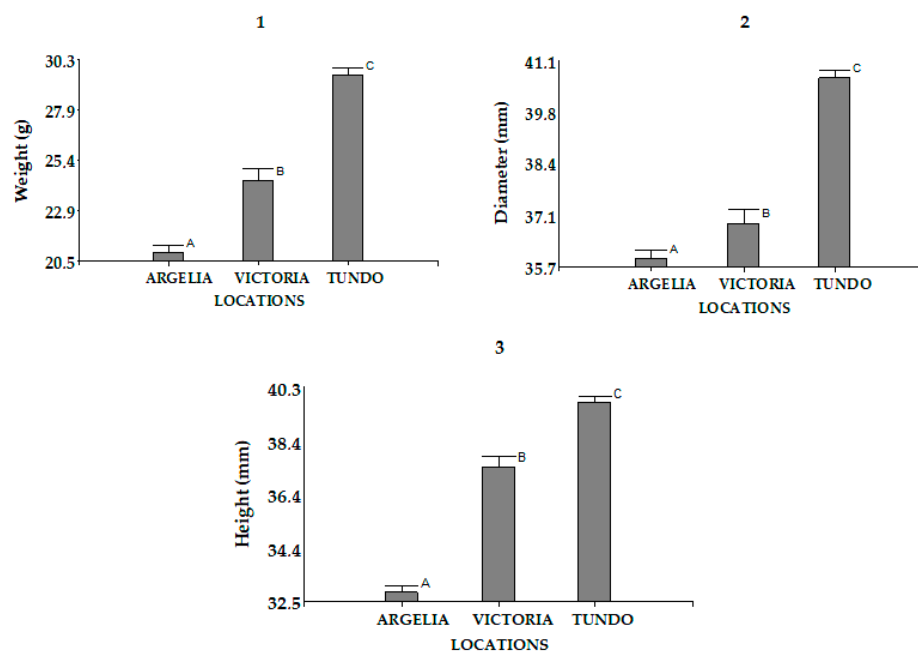 1
Weight (g)
30.3
27.9
25.4
22.9
20.5
A
B
C
ARGELIA VICTORIA TUNDO
LOCATIONS
2
Diameter (mm)
41.1
39.8
38.4
37.1
35.7
A
B
C
ARGELIA VICTORIA TUNDO
LOCATIONS
3
Height (mm)
40.3
38.4
36.4
34.4
32.5
A
B
C
ARGELIA VICTORIA TUNDO
LOCATIONS